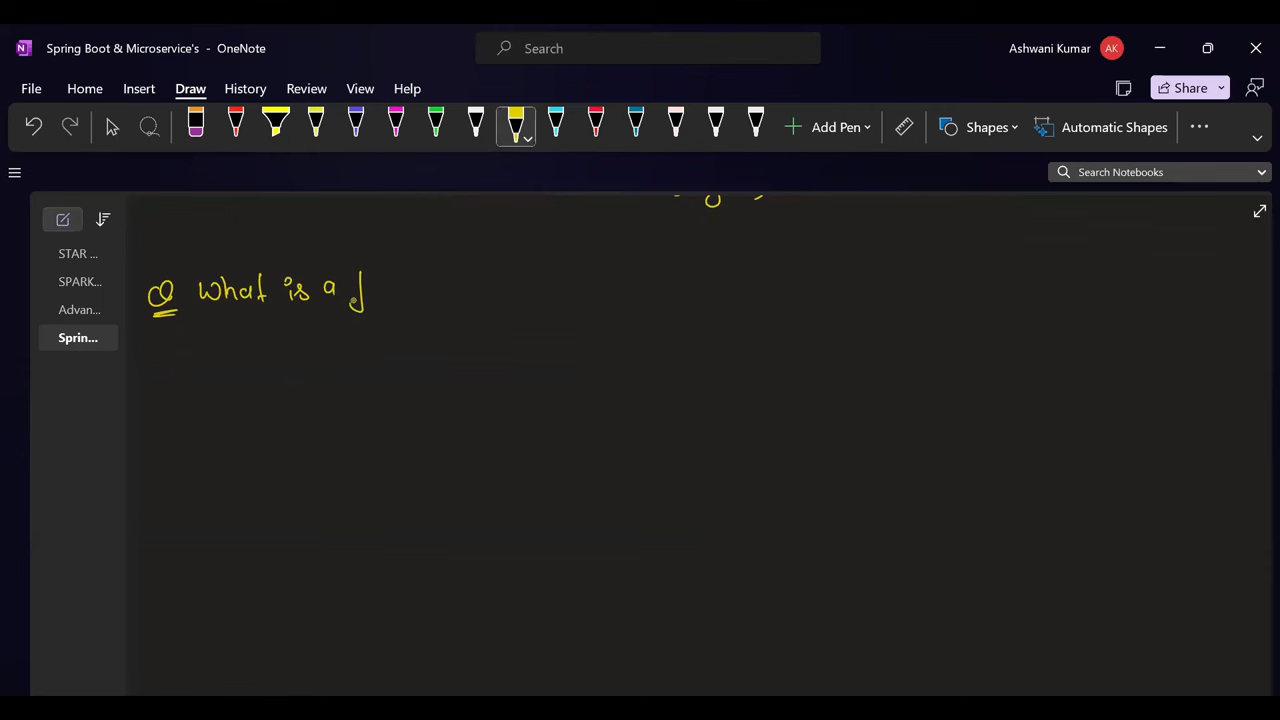 Spring Boot & Microservice's - OneNote
Search
Ashwani Kumar
AK
File Home Insert Draw History Review View Help
Share
Add Pen
Shapes
Automatic Shapes
Search Notebooks
STAR ...
SPARK...
Advan...
Sprin...
Q What is a J